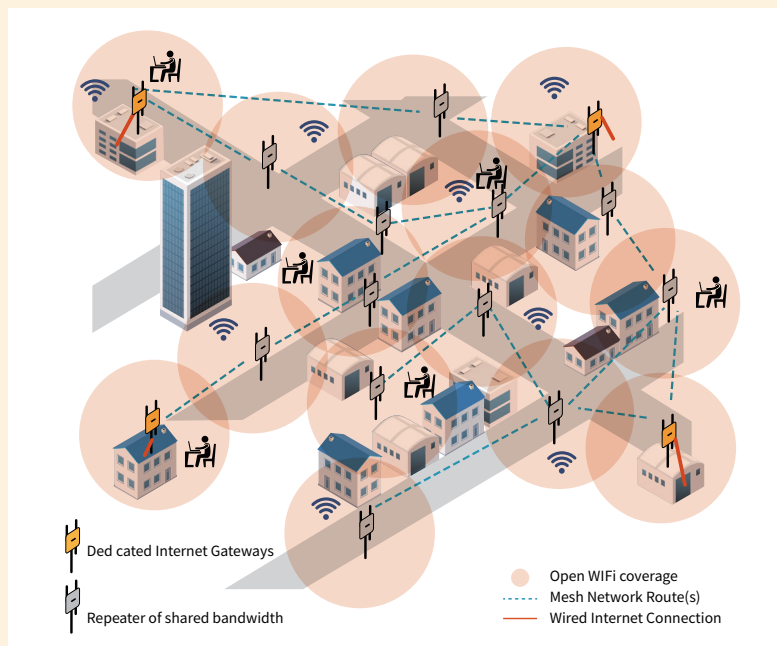 Ded cated Internet Gateways
Repeater of shared bandwidth
Open WIFi coverage
Mesh Network Route(s)
Wired Internet Connection